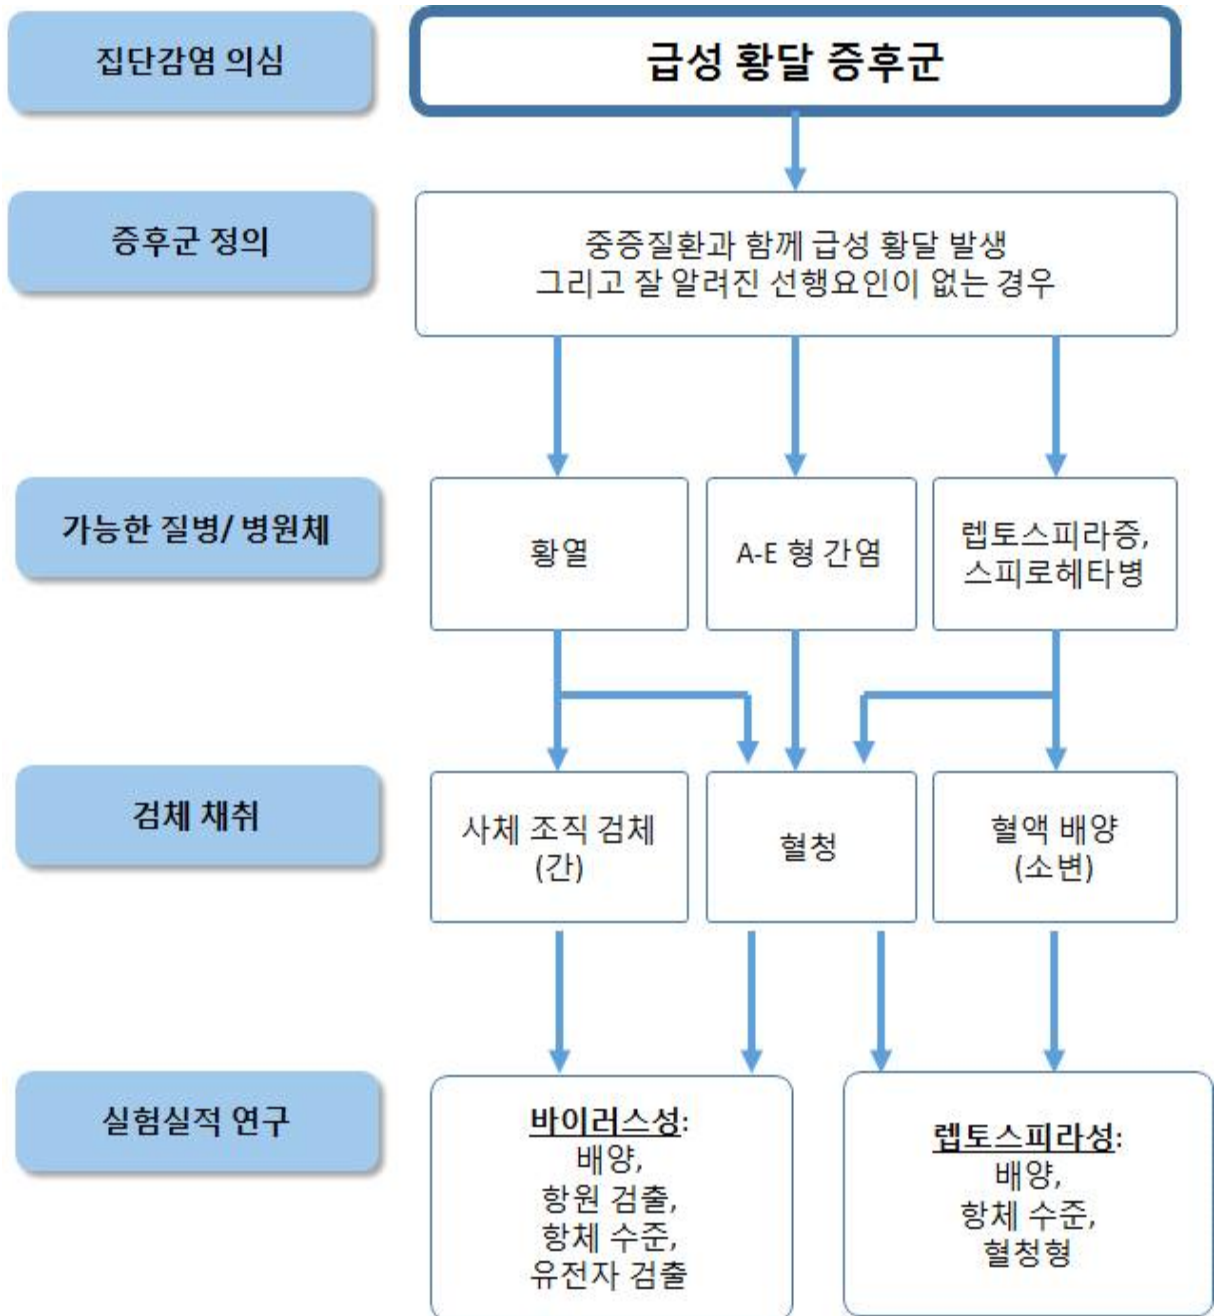 집단감염 의심
급성 황달 증후군
증후군 정의
중증질환과 함께 급성 황달 발생
그리고 잘 알려진 선행요인이 없는 경우
가능한 질병/ 병원체
황열
A-E 형 간염
렙토스피라증,
스피로헤타병
검체 채취
사체 조직 검체
(간)
혈청
혈액 배양
(소변)
실험실적 연구
바이러스성:
배양,
항원 검출,
항체 수준,
유전자 검출
렙토스피라성:
배양,
항체 수준,
혈청형